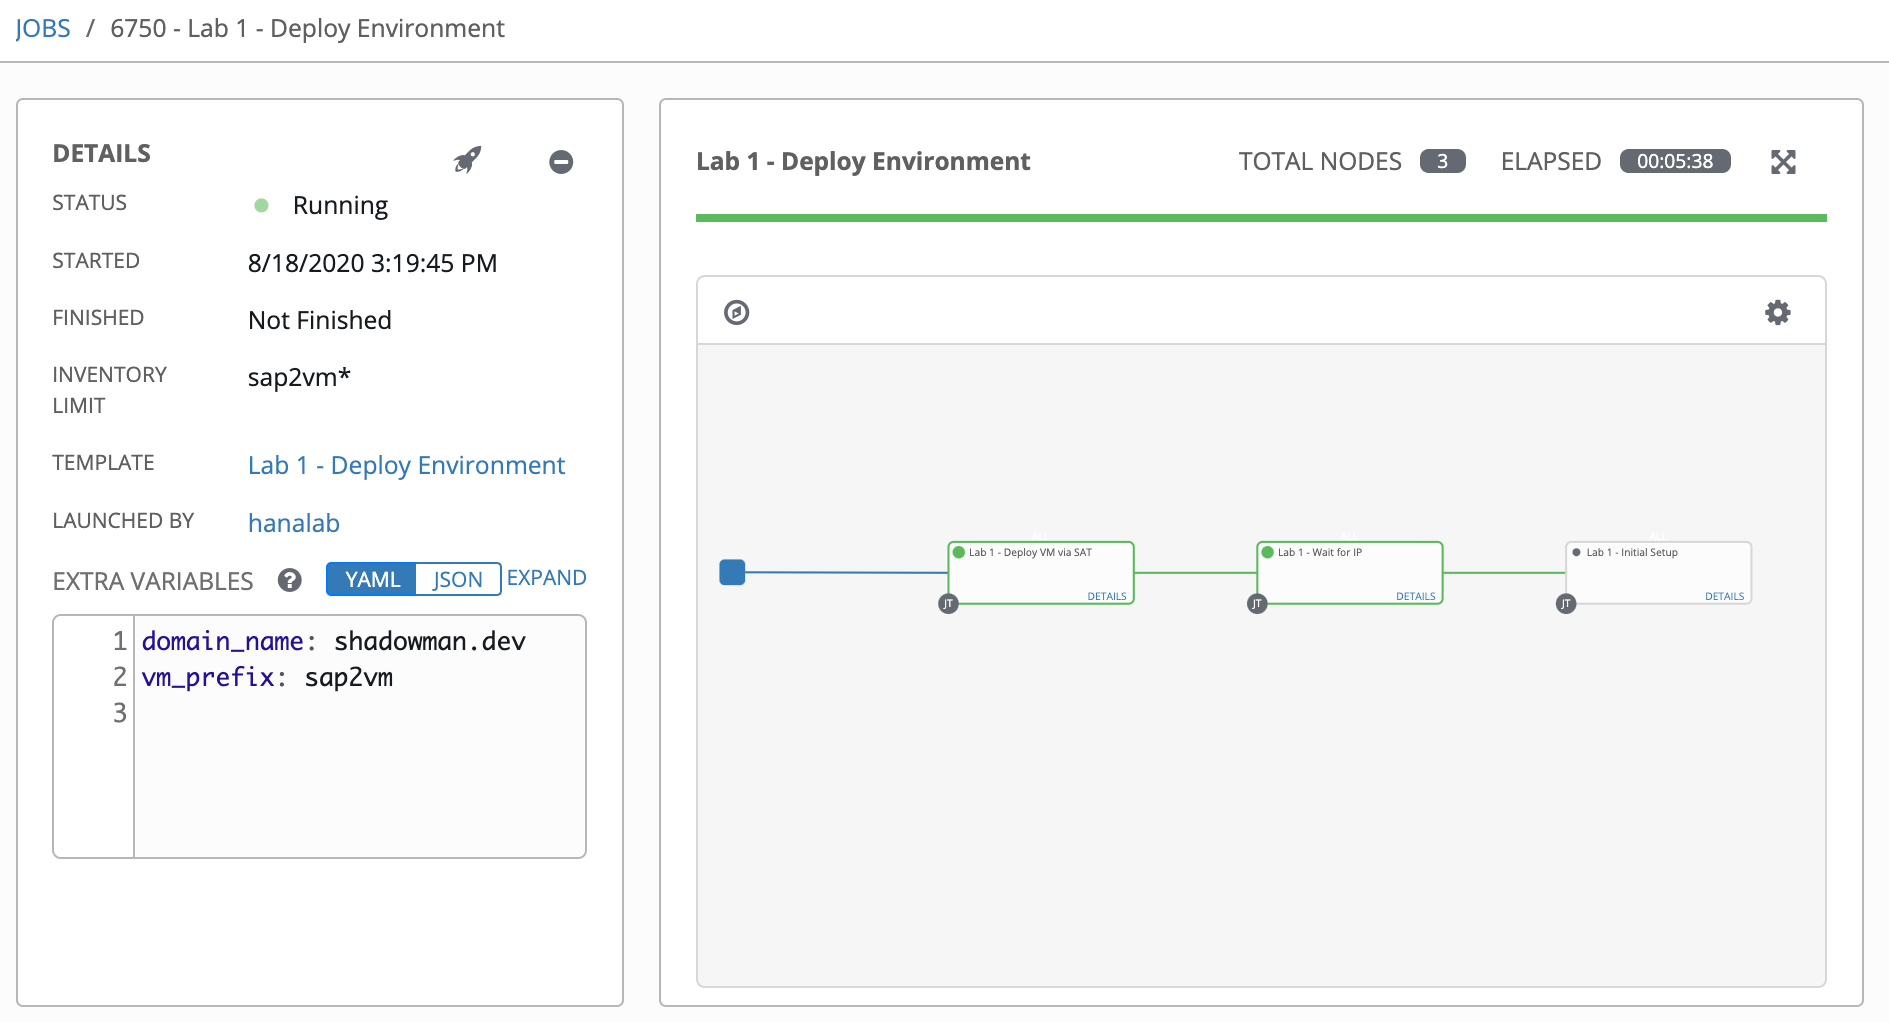 JOBS / 6750 - Lab 1 - Deploy Environment
DETAILS
STATUS Running
STARTED 8/18/2020 3:19:45 PM
FINISHED Not Finished
INVENTORY LIMIT sap2vm*
TEMPLATE Lab 1 - Deploy Environment
LAUNCHED BY hanalab
EXTRA VARIABLES ? YAML JSON EXPAND
1 domain_name: shadowman.dev
2 vm_prefix: sap2vm
3
Lab 1 - Deploy Environment TOTAL NODES 3 ELAPSED 00:05:38
ALL ALL ALL
Lab 1 - Deploy VM via SAT
DETAILS
JT
Lab 1 - Wait for IP
DETAILS
JT
Lab 1 - Initial Setup
DETAILS
JT